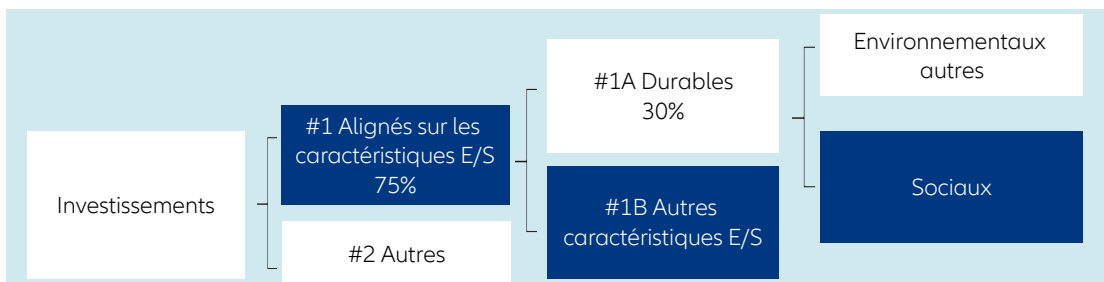 Investissements
#1 Alignés sur les
caractéristiques E/S
75%
#2 Autres
#1A Durables
30%
#1B Autres
caractéristiques E/S
Environnementaux
autres
Sociaux